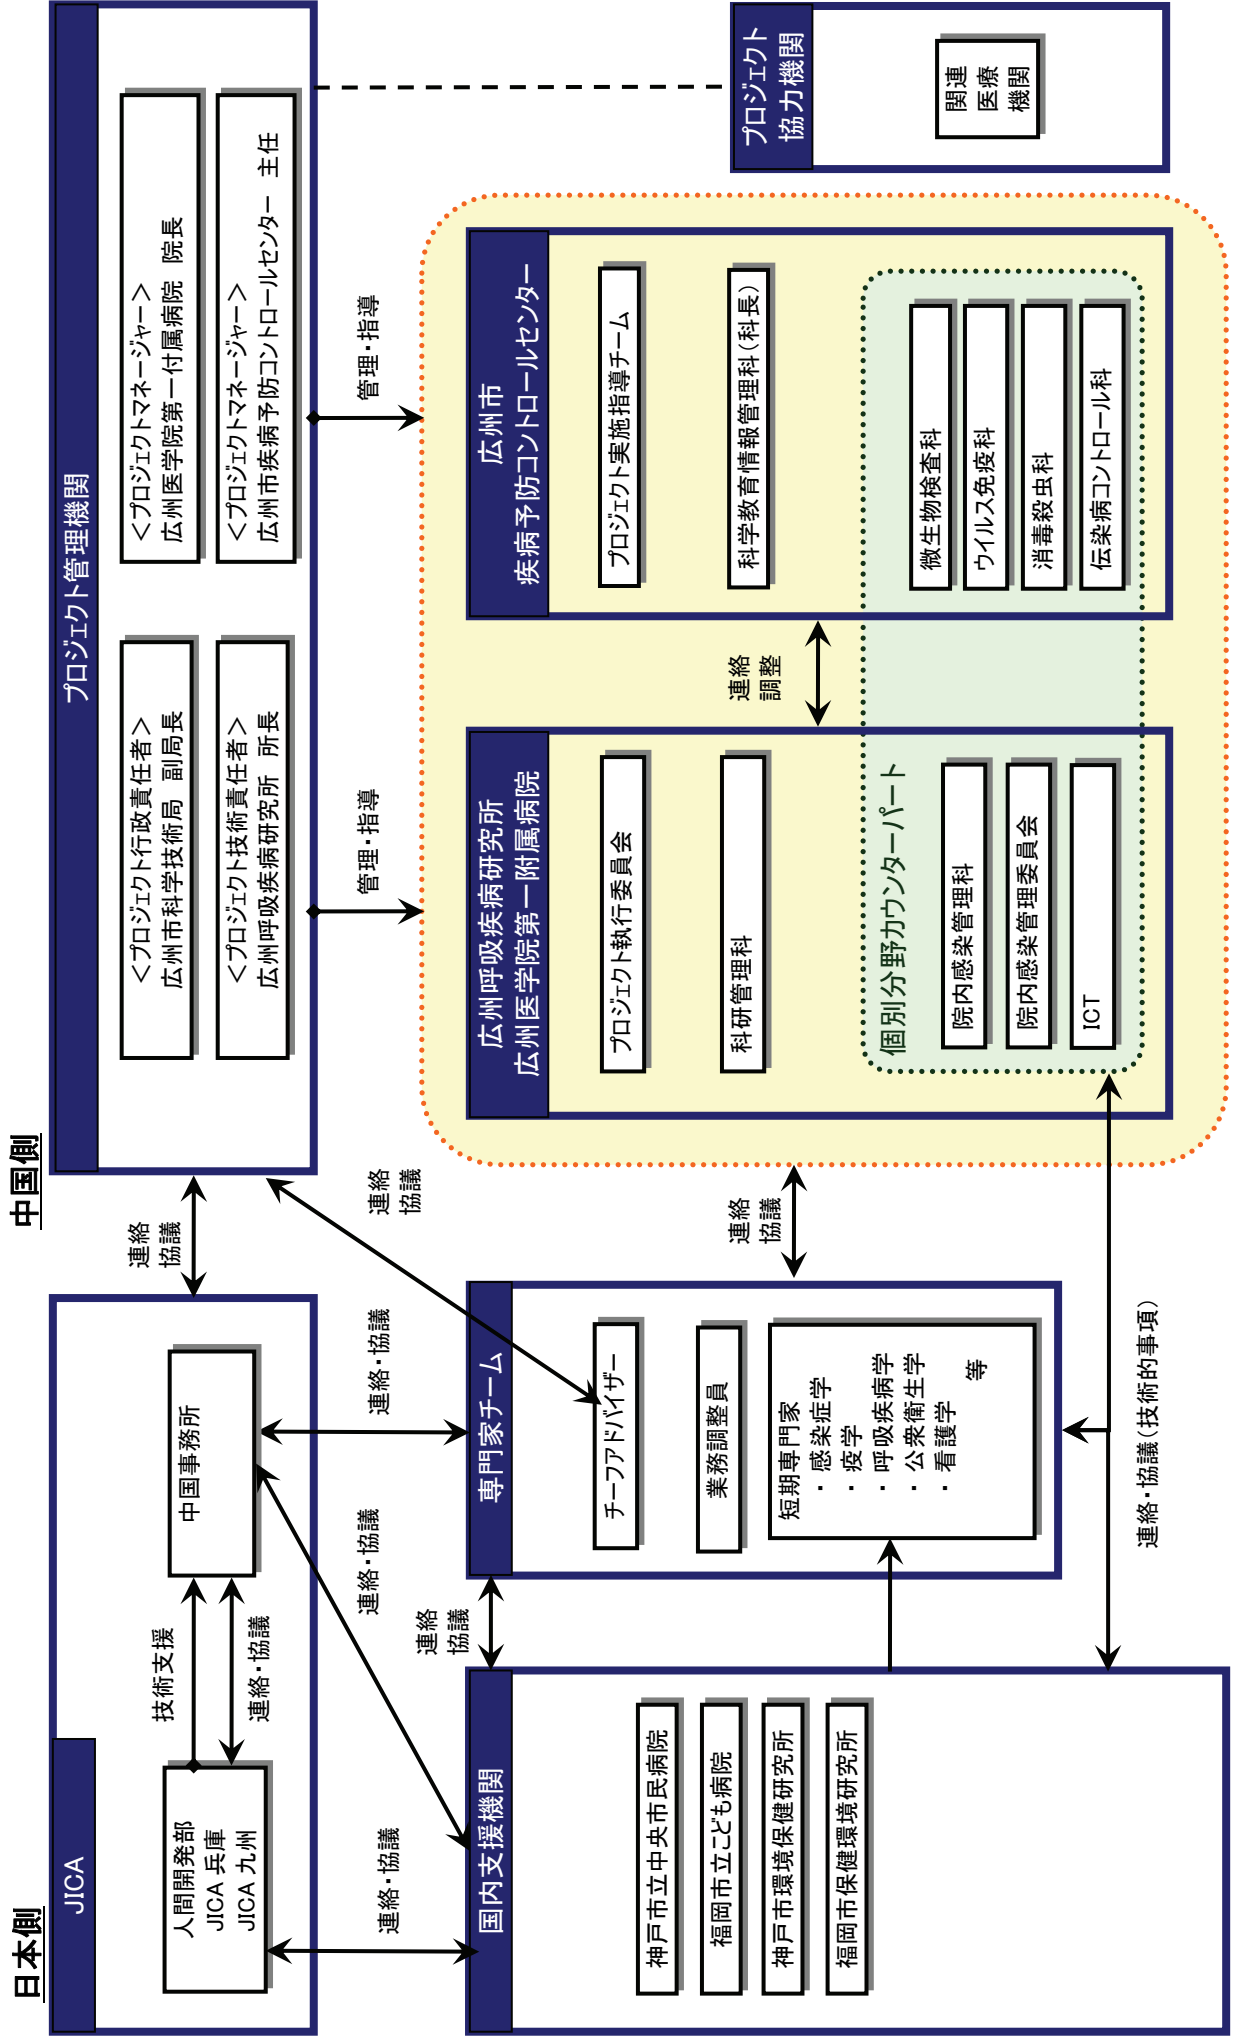 日本側
JICA
人間開発部
JICA 兵庫
JICA 九州
技術支援
連絡・協議
中国事務所
連絡
協議
中国側
プロジェクト管理機関
＜プロジェクト行政責任者＞
広州市科学技術局 副局長
＜プロジェクト技術責任者＞
広州呼吸疾病研究所 所長
＜プロジェクトマネージャー＞
広州医学院第一付属病院 院長
＜プロジェクトマネージャー＞
広州市疾病予防コントロールセンター 主任
連絡・協議
連絡・協議
連絡・協議
連絡
協議
管理・指導
管理・指導
国内支援機関
神戸市立中央市民病院
福岡市立こども病院
神戸市環境保健研究所
福岡市保健環境研究所
連絡
協議
専門家チーム
チーフアドバイザー
業務調整員
短期専門家
・感染症学
・疫学
・呼吸疾病学
・公衆衛生学
・看護学
等
連絡
協議
連絡・協議（技術的事項）
広州呼吸疾病研究所
広州医学院第一附属病院
プロジェクト執行委員会
科研管理科
個別分野カウンターパート
院内感染管理科
院内感染管理委員会
ICT
連絡
調整
広州市
疾病予防コントロールセンター
プロジェクト実施指導チーム
科学教育情報管理科（科長）
微生物検査科
ウイルス免疫科
消毒殺虫科
伝染病コントロール科
プロジェクト
協力機関
関連
医療
機関